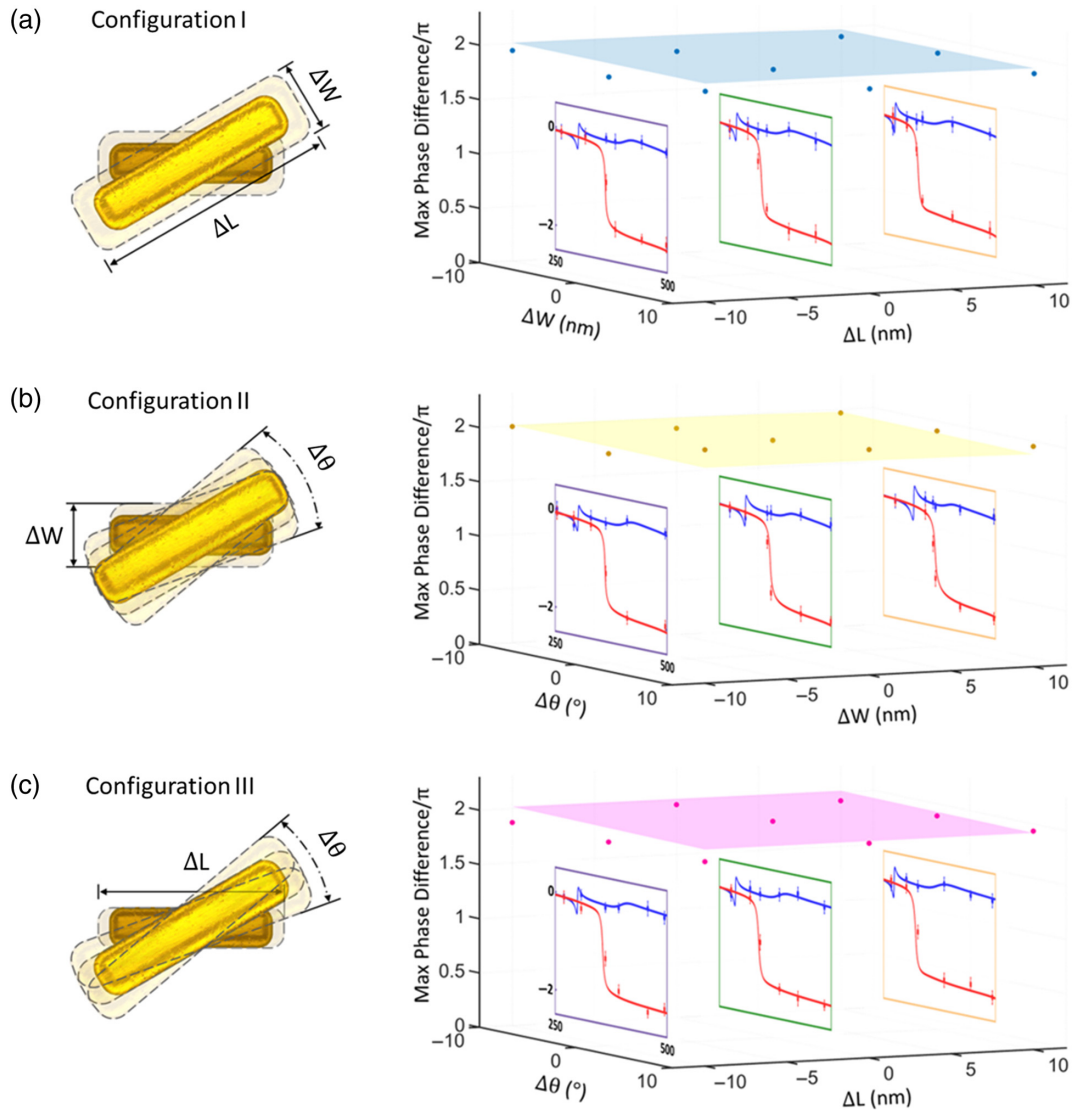 (a)
Configuration I
ΔW
ΔL
Max Phase Difference/π
2
1.5
1
0.5
0
0
−2
250
500
−10
0
10
ΔW (nm)
−10
−5
0
5
10
ΔL (nm)
(b)
Configuration II
Δθ
ΔW
Max Phase Difference/π
2
1.5
1
0.5
0
0
−2
250
500
−10
0
10
Δθ (°)
−10
−5
0
5
10
ΔW (nm)
(c)
Configuration III
Δθ
ΔL
Max Phase Difference/π
2
1.5
1
0.5
0
0
−2
250
500
−10
0
10
Δθ (°)
−10
−5
0
5
10
ΔL (nm)